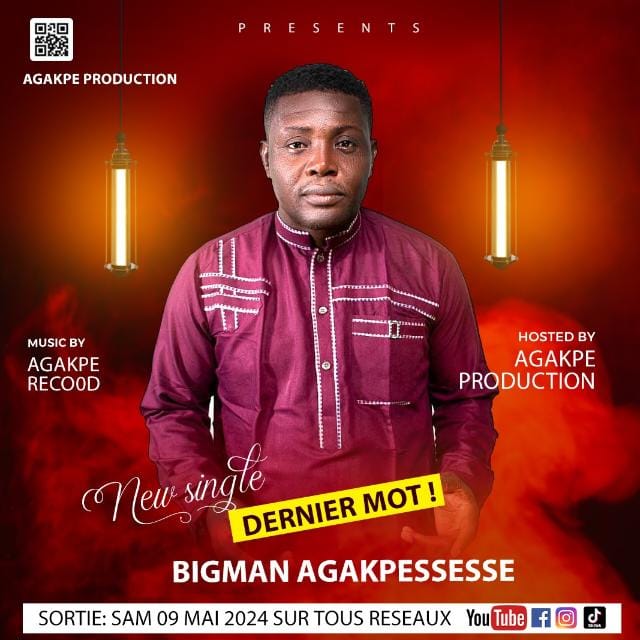 PRESENTS
AGAKPE PRODUCTION
MUSIC BY
AGAKPE
RECO0D
HOSTED BY
AGAKPE
PRODUCTION
New single
DERNIER MOT !
BIGMAN AGAKPESSESSE
SORTIE: SAM 09 MAI 2024 SUR TOUS RESEAUX YouTube